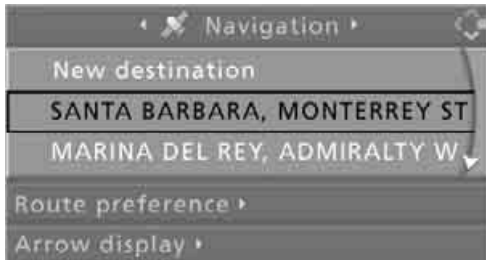 Navigation
New destination
SANTA BARBARA, MONTERREY ST
MARINA DEL REY, ADMIRALTY W
Route preference
Arrow display